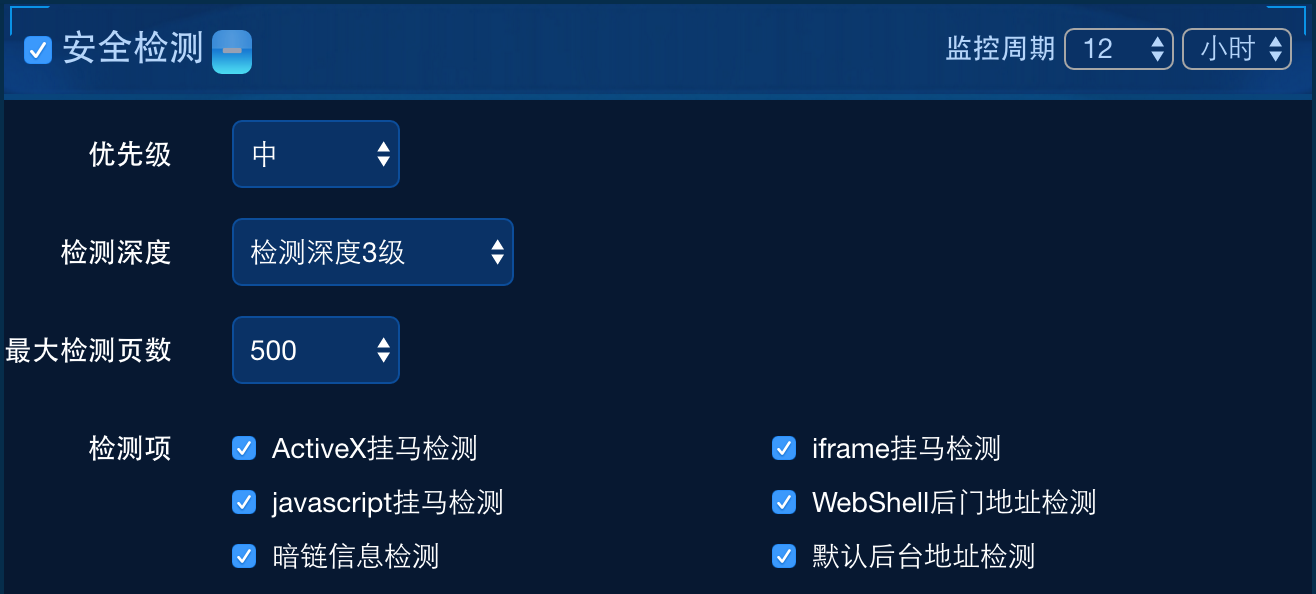 安全检测 监控周期 12 小时
优先级 中
检测深度 检测深度3级
最大检测页数 500
检测项 ActiveX挂马检测 iframe挂马检测
javascript挂马检测 WebShell后门地址检测
暗链信息检测 默认后台地址检测